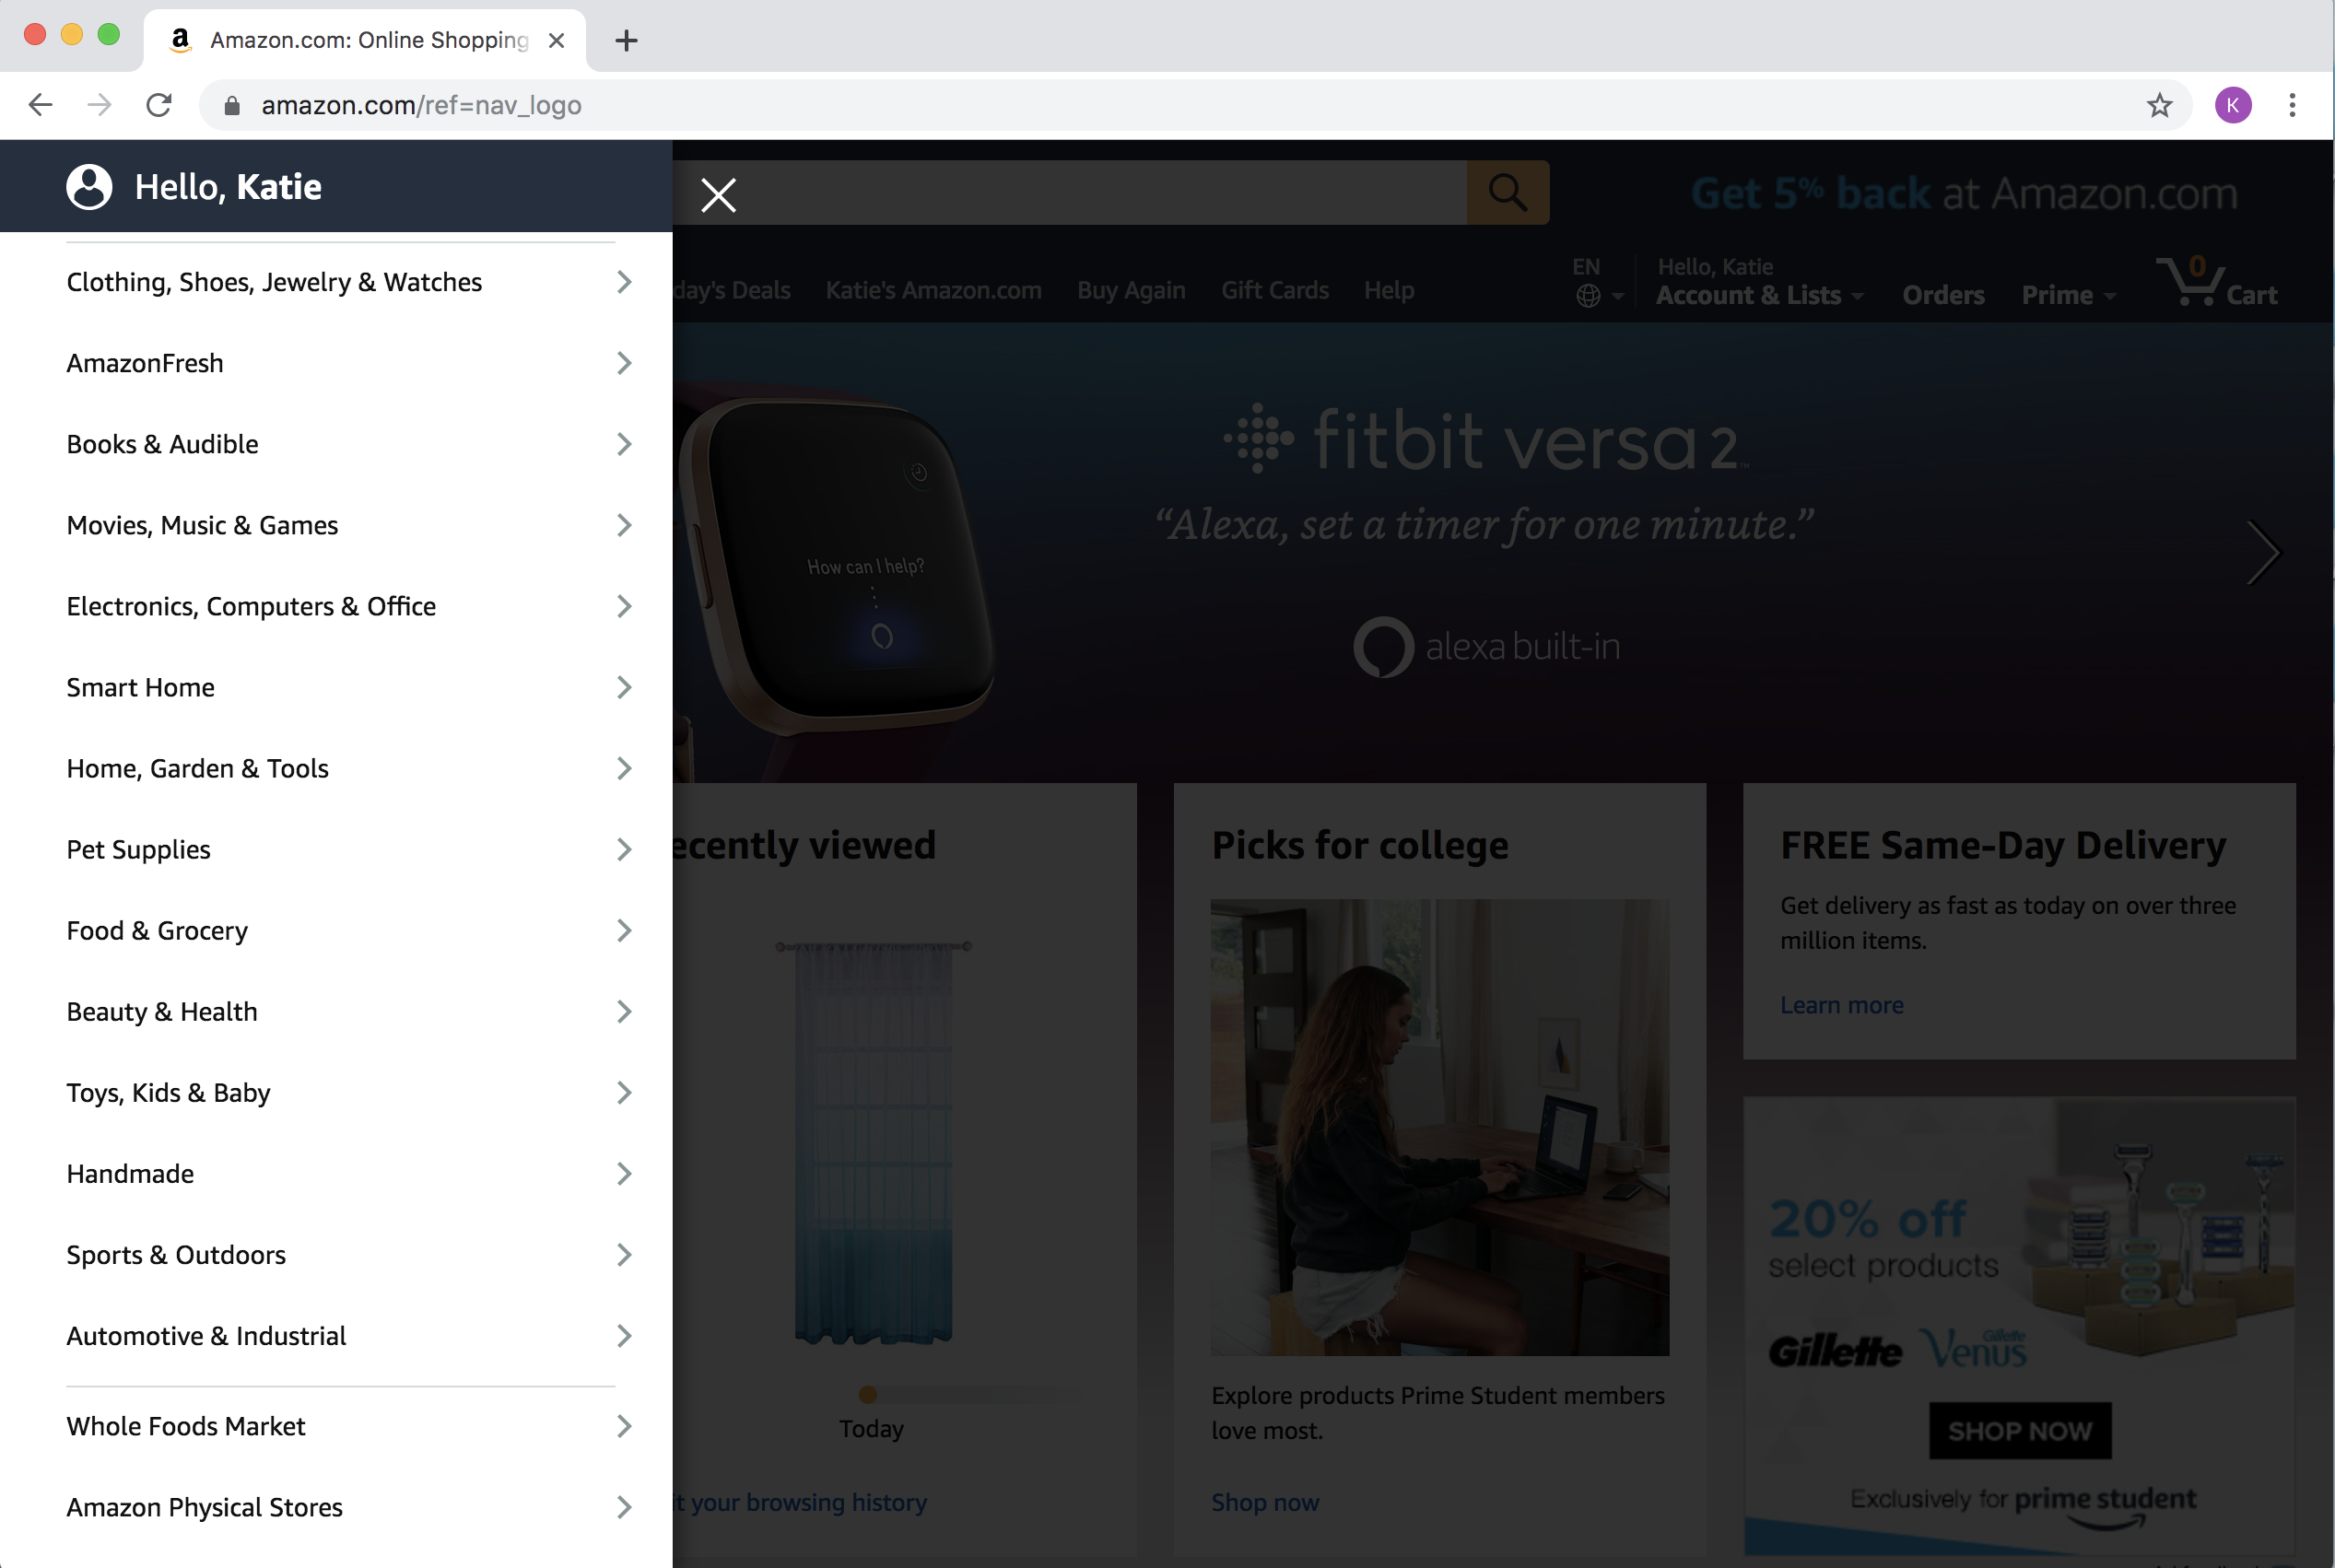 Amazon.com: Online Shopping
amazon.com/ref=nav_logo
K
Hello, Katie
Clothing, Shoes, Jewelry & Watches
AmazonFresh
Books & Audible
Movies, Music & Games
Electronics, Computers & Office
Smart Home
Home, Garden & Tools
Pet Supplies
Food & Grocery
Beauty & Health
Toys, Kids & Baby
Handmade
Sports & Outdoors
Automotive & Industrial
Whole Foods Market
Amazon Physical Stores
Get 5% back at Amazon.com
day's Deals
Katie's Amazon.com
Buy Again
Gift Cards
Help
EN
Hello, Katie
Account & Lists
Orders
Prime
0
Cart
How can I help?
fitbit versa 2™
“Alexa, set a timer for one minute.”
alexa built-in
ecently viewed
Today
it your browsing history
Picks for college
Explore products Prime Student members
love most.
Shop now
FREE Same-Day Delivery
Get delivery as fast as today on over three
million items.
Learn more
20% off
select products
Gillette
Gillette Venus
SHOP NOW
Exclusively for prime student